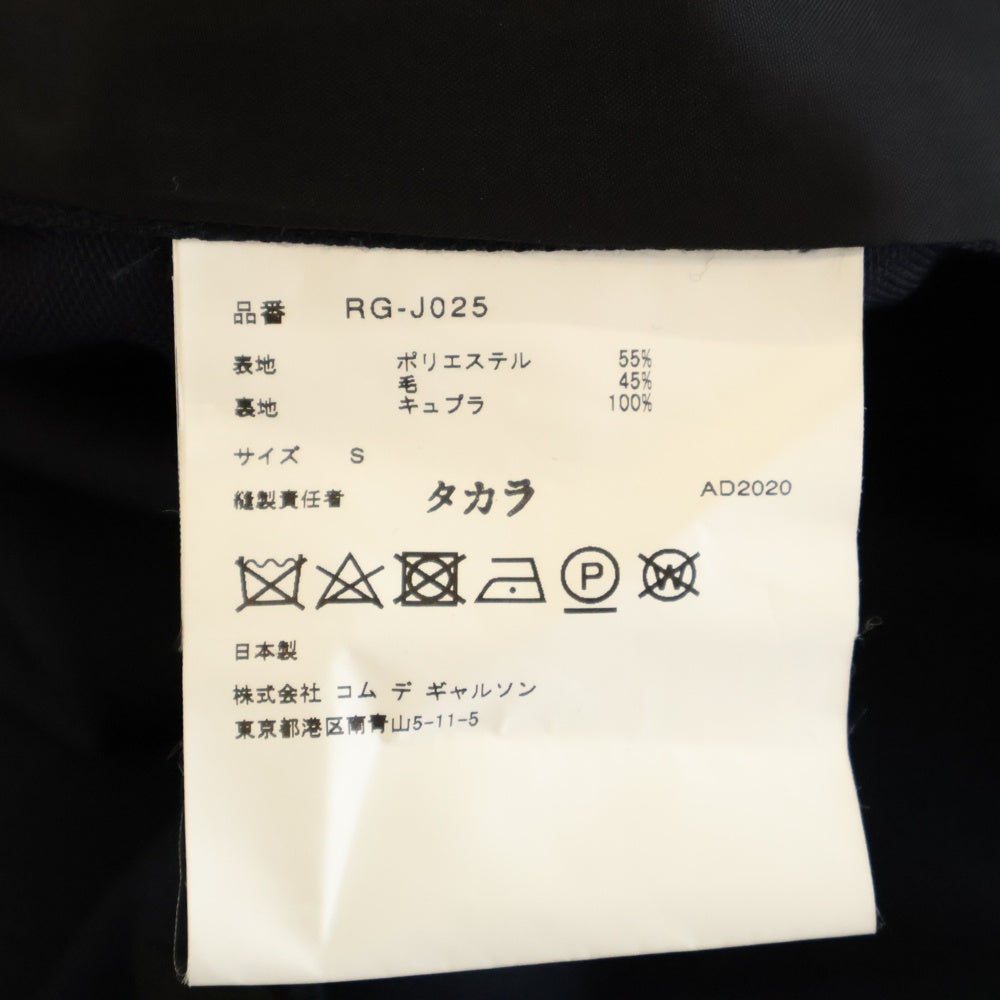 品番 RG-J025
表地 ポリエステル 55%
毛 45%
裏地 キュプラ 100%
サイズ S
縫製責任者 タカラ AD2020
P W
日本製
株式会社 コム デ ギャルソン
東京都港区南青山5-11-5